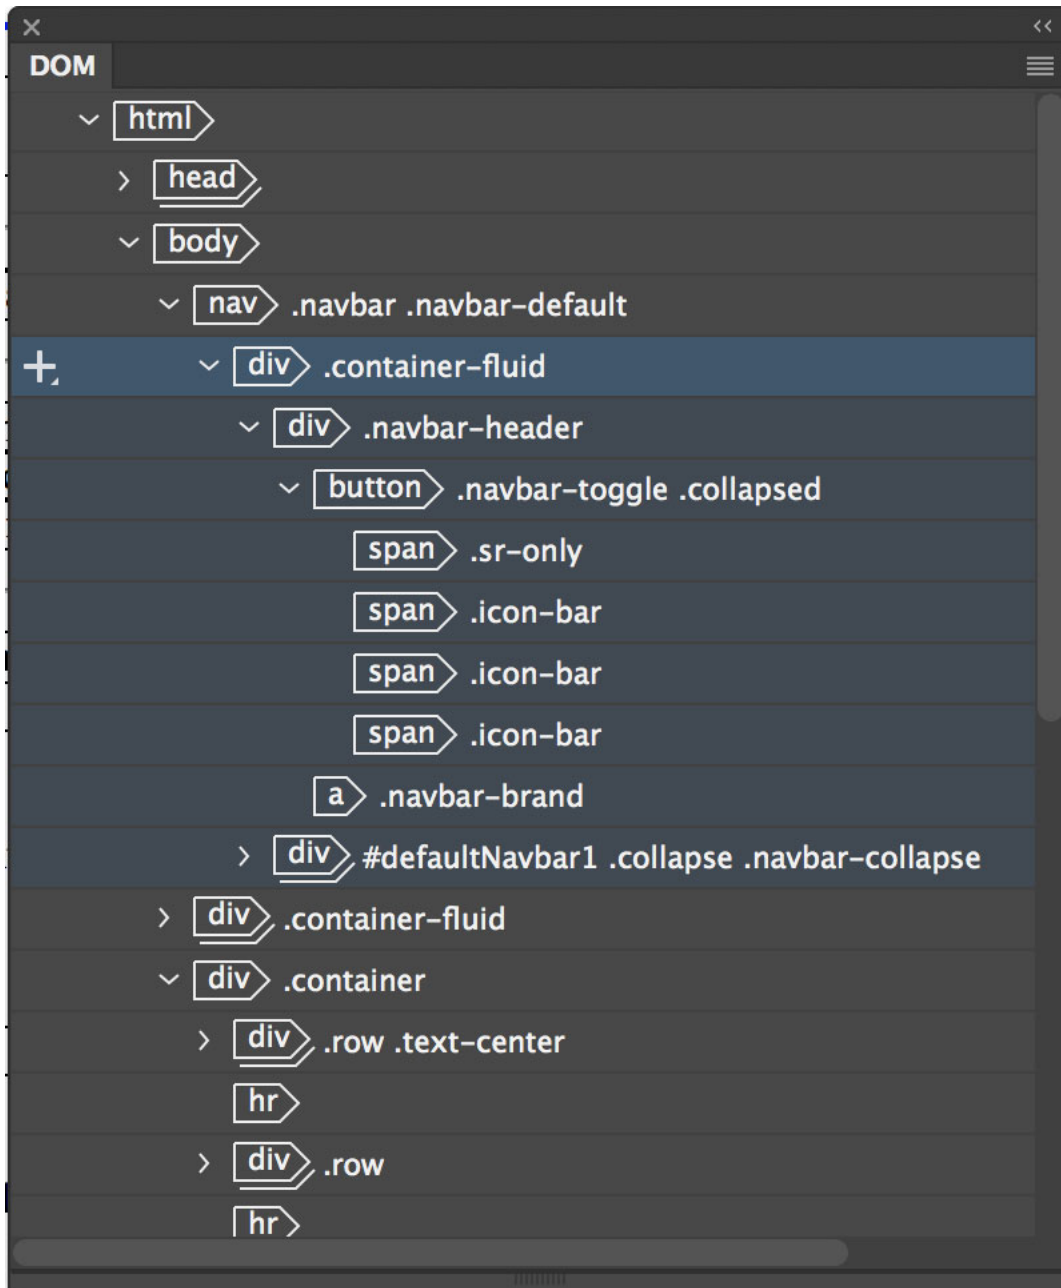 DOM
html
head
body
nav .navbar .navbar-default
div .container-fluid
div .navbar-header
button .navbar-toggle .collapsed
span .sr-only
span .icon-bar
span .icon-bar
span .icon-bar
a .navbar-brand
div #defaultNavbar1 .collapse .navbar-collapse
div .container-fluid
div .container
div .row .text-center
hr
div .row
hr